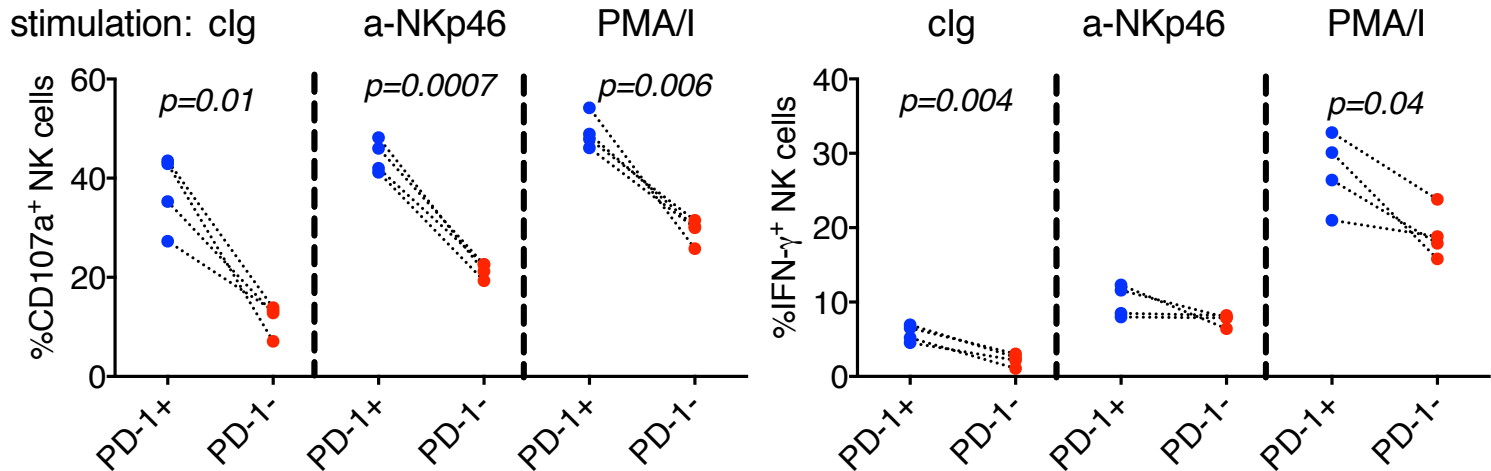 stimulation: cIg a-NKp46 PMA/I
%CD107a+ NK cells
60
40
20
0
p=0.01 p=0.0007 p=0.006
PD-1+ PD-1- PD-1+ PD-1- PD-1+ PD-1-
cIg a-NKp46 PMA/I
%IFN-γ+ NK cells
40
30
20
10
0
p=0.004 p=0.04
PD-1+ PD-1- PD-1+ PD-1- PD-1+ PD-1-